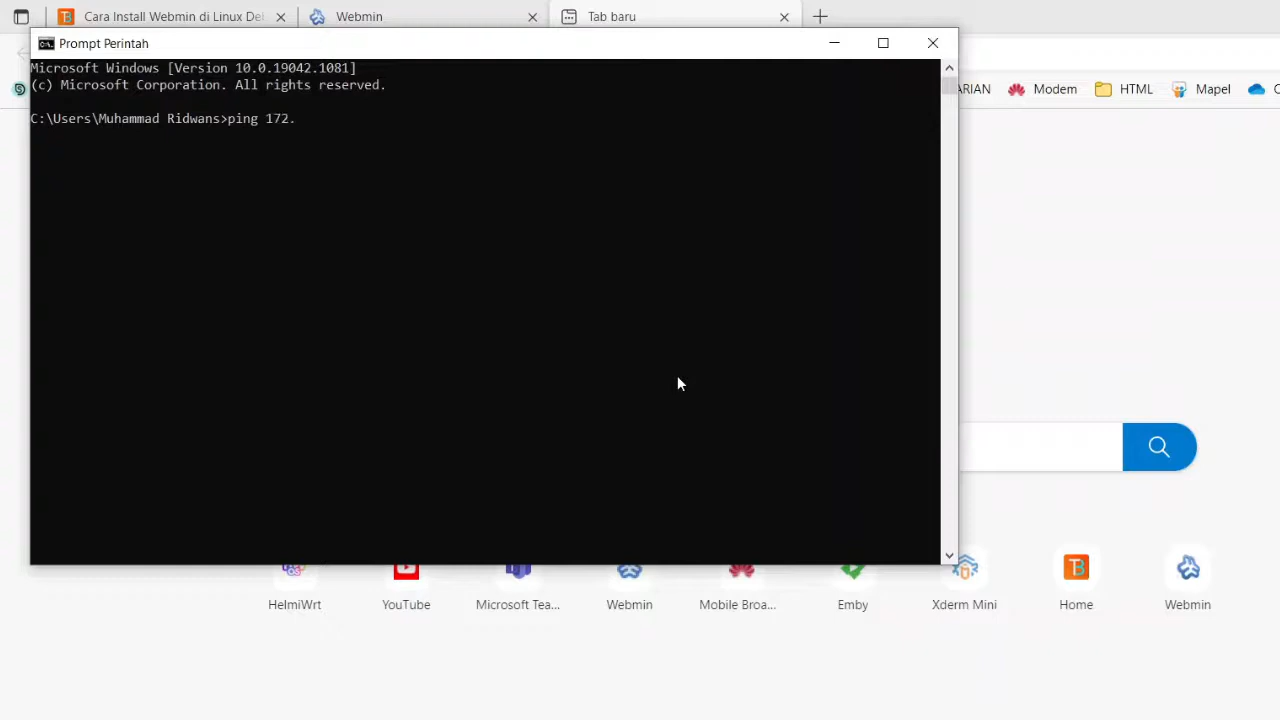 Cara Install Webmin di Linux De
Webmin
Tab baru
Prompt Perintah
Microsoft Windows [Version 10.0.19042.1081]
(c) Microsoft Corporation. All rights reserved.
C:\Users\Muhammad Ridwans>ping 172.
ARIAN
Modem
HTML
Mapel
HelmiWrt
YouTube
Microsoft Tea...
Webmin
Mobile Broa...
Emby
Xderm Mini
Home
Webmin